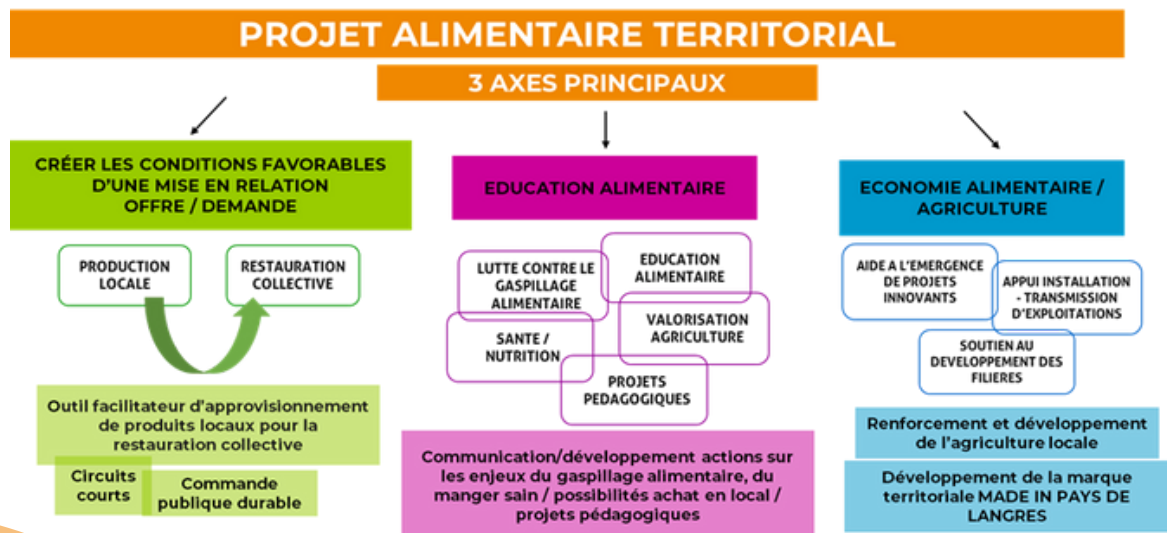 PROJET ALIMENTAIRE TERRITORIAL
3 AXES PRINCIPAUX
CRÉER LES CONDITIONS FAVORABLES
D'UNE MISE EN RELATION
OFFRE / DEMANDE
PRODUCTION
LOCALE
RESTAURATION
COLLECTIVE
Outil facilitateur d'approvisionnement
de produits locaux pour la
restauration collective
Circuits
courts
Commande
publique durable
EDUCATION ALIMENTAIRE
LUTTE CONTRE LE
GASPILLAGE
ALIMENTAIRE
EDUCATION
ALIMENTAIRE
SANTE /
NUTRITION
VALORISATION
AGRICULTURE
PROJETS
PEDAGOGIQUES
Communication/développement actions sur
les enjeux du gaspillage alimentaire, du
manger sain / possibilités achat en local /
projets pédagogiques
ECONOMIE ALIMENTAIRE /
AGRICULTURE
AIDE A L'EMERGENCE
DE PROJETS
INNOVANTS
APPUI INSTALLATION
- TRANSMISSION
D'EXPLOITATIONS
SOUTIEN AU
DEVELOPPEMENT DES
FILIERES
Renforcement et développement
de l'agriculture locale
Développement de la marque
territoriale MADE IN PAYS DE
LANGRES